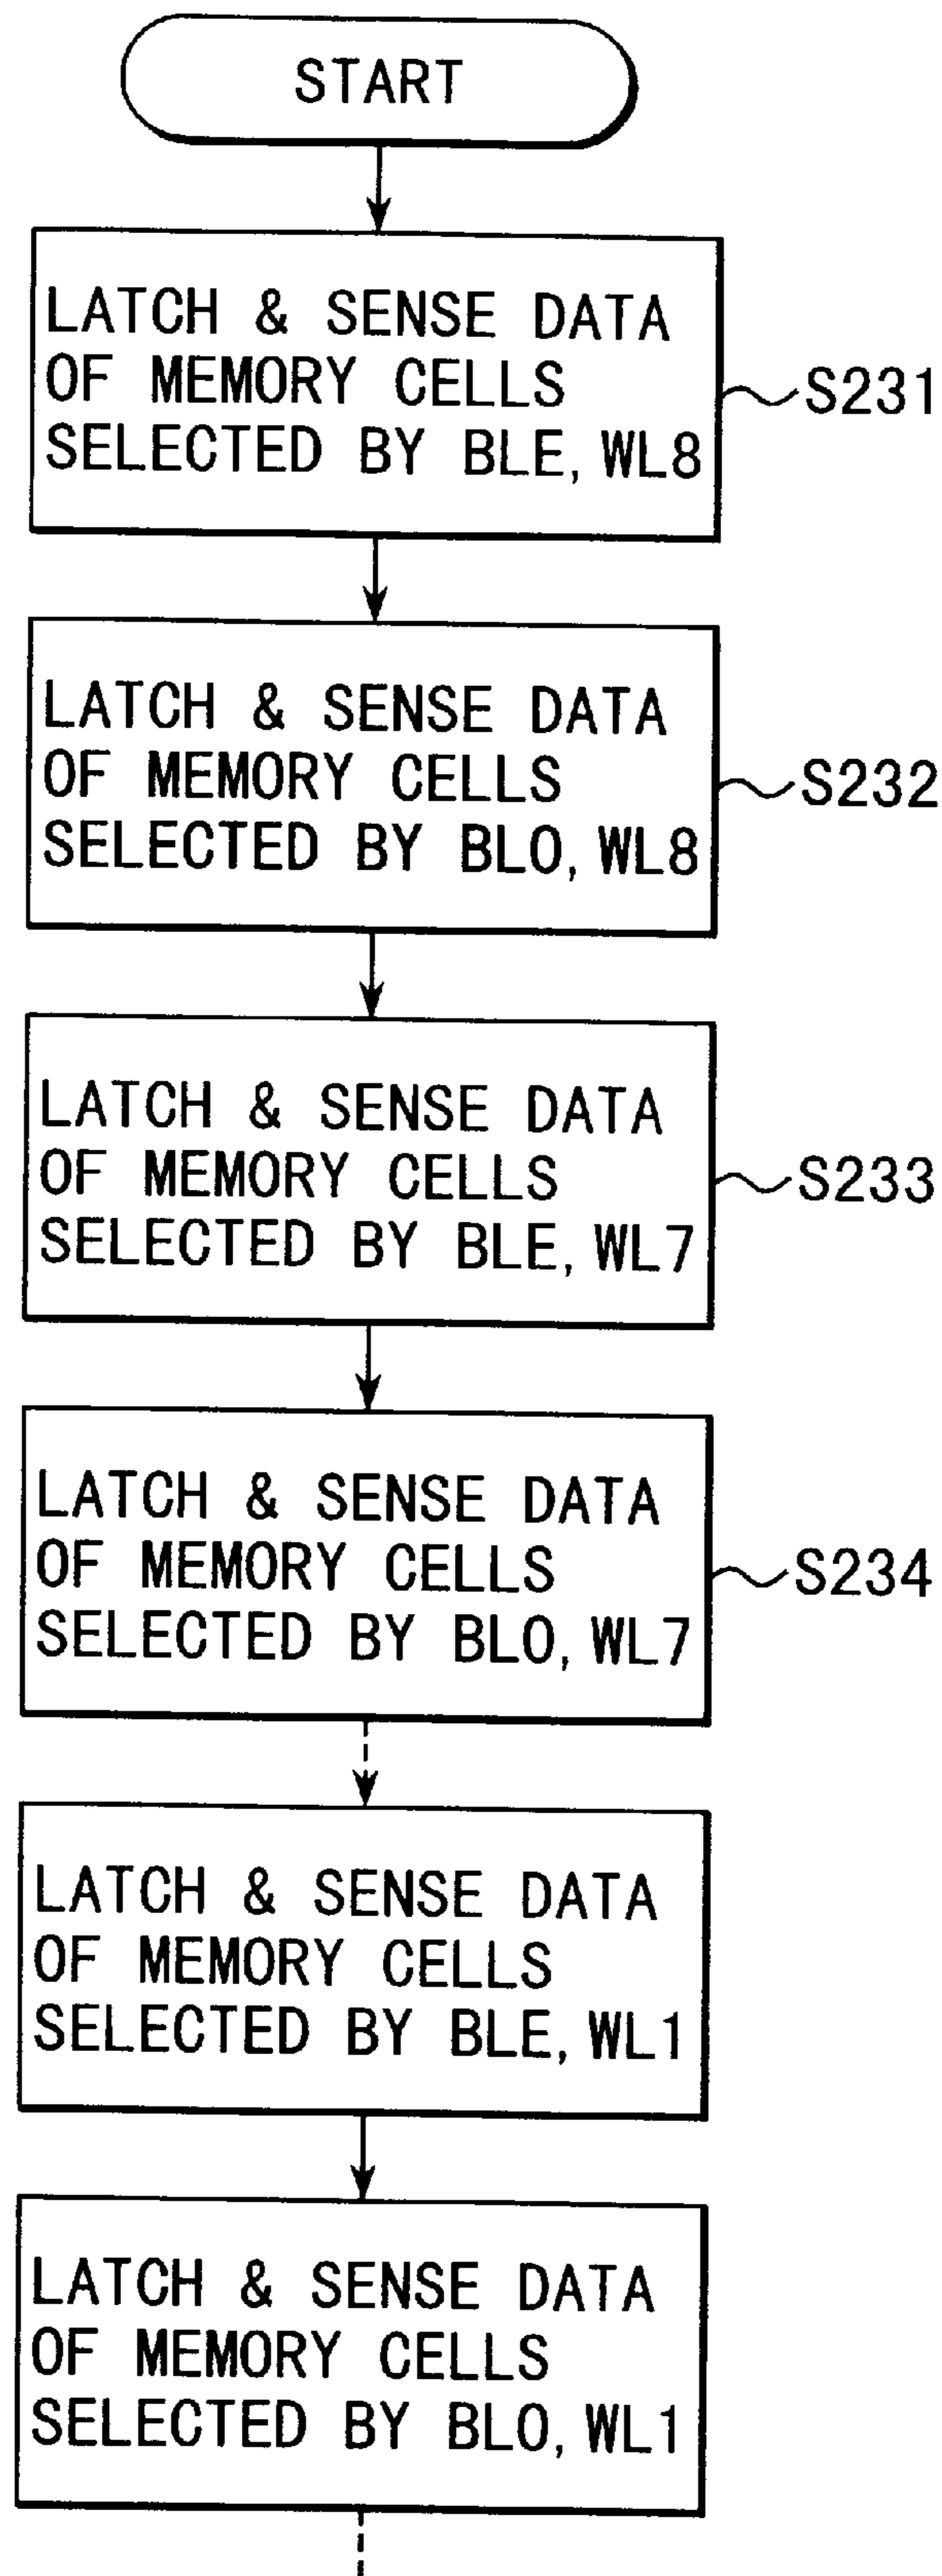 START
LATCH & SENSE DATA
OF MEMORY CELLS
SELECTED BY BLE, WL8
S231
LATCH & SENSE DATA
OF MEMORY CELLS
SELECTED BY BLO, WL8
S232
LATCH & SENSE DATA
OF MEMORY CELLS
SELECTED BY BLE, WL7
S233
LATCH & SENSE DATA
OF MEMORY CELLS
SELECTED BY BLO, WL7
S234
LATCH & SENSE DATA
OF MEMORY CELLS
SELECTED BY BLE, WL1
LATCH & SENSE DATA
OF MEMORY CELLS
SELECTED BY BLO, WL1